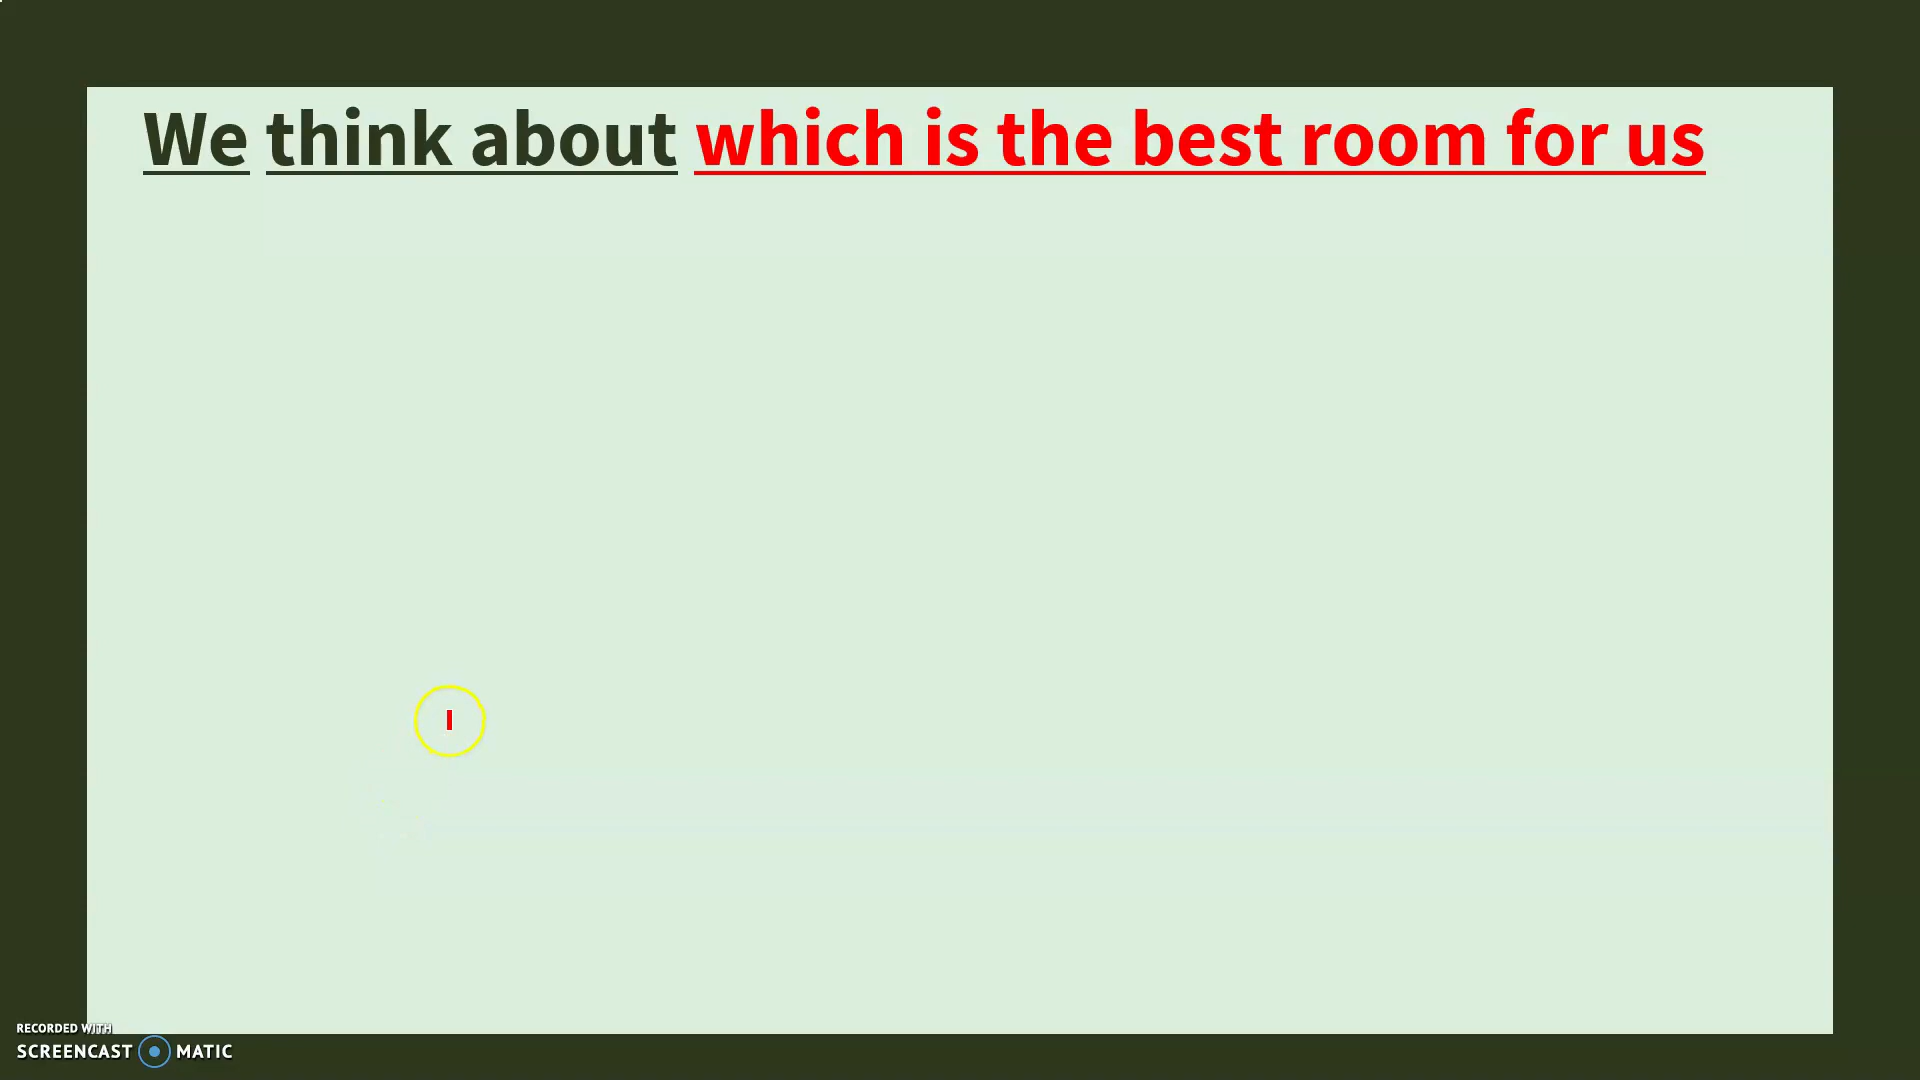 We think about which is the best room for us
RECORDED WITH
SCREENCAST MATIC